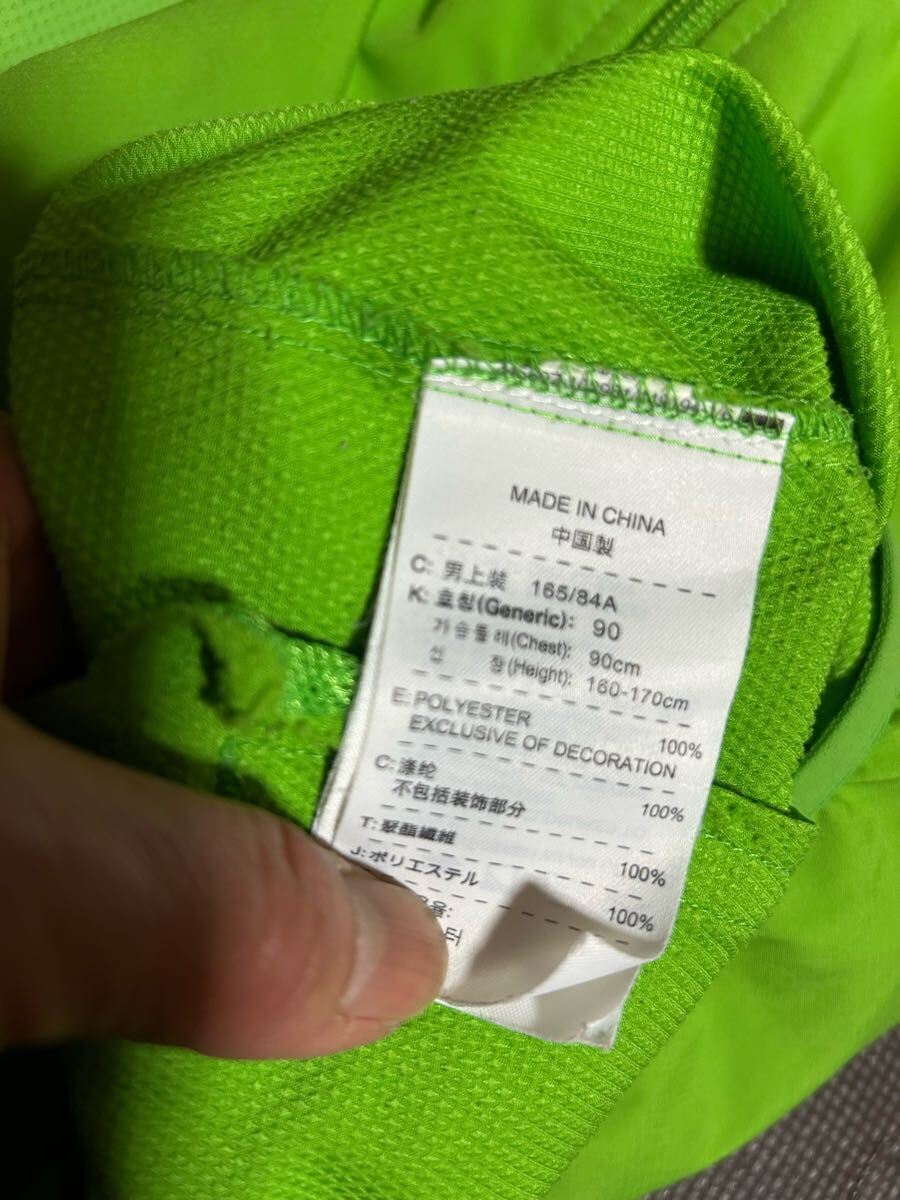 MADE IN CHINA
中国製
C: 男上装 165/84A
K: 호칭(Generic): 90
가슴둘레(Chest): 90cm
신 장(Height): 160-170cm
E: POLYESTER 100%
EXCLUSIVE OF DECORATION
C: 涤纶 100%
不包括装饰部分
T: 聚酯纖維 100%
J: ポリエステル 100%
용:
터